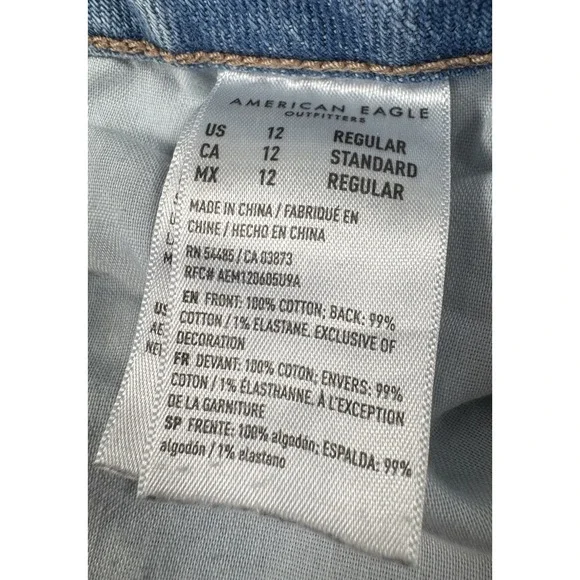 AMERICAN EAGLE
OUTFITTERS
US 12 REGULAR
CA 12 STANDARD
MX 12 REGULAR
MADE IN CHINA / FABRIQUÉ EN
CHINE / HECHO EN CHINA
RN 54485 / CA 03873
RFC# AEM120605U9A
EN FRONT: 100% COTTON; BACK: 99%
COTTON / 1% ELASTANE. EXCLUSIVE OF
DECORATION
FR DEVANT: 100% COTON; ENVERS: 99%
COTON / 1% ÉLASTHANNE. À L'EXCEPTION
DE LA GARNITURE
SP FRENTE: 100% algodón; ESPALDA: 99%
algodón / 1% elastano